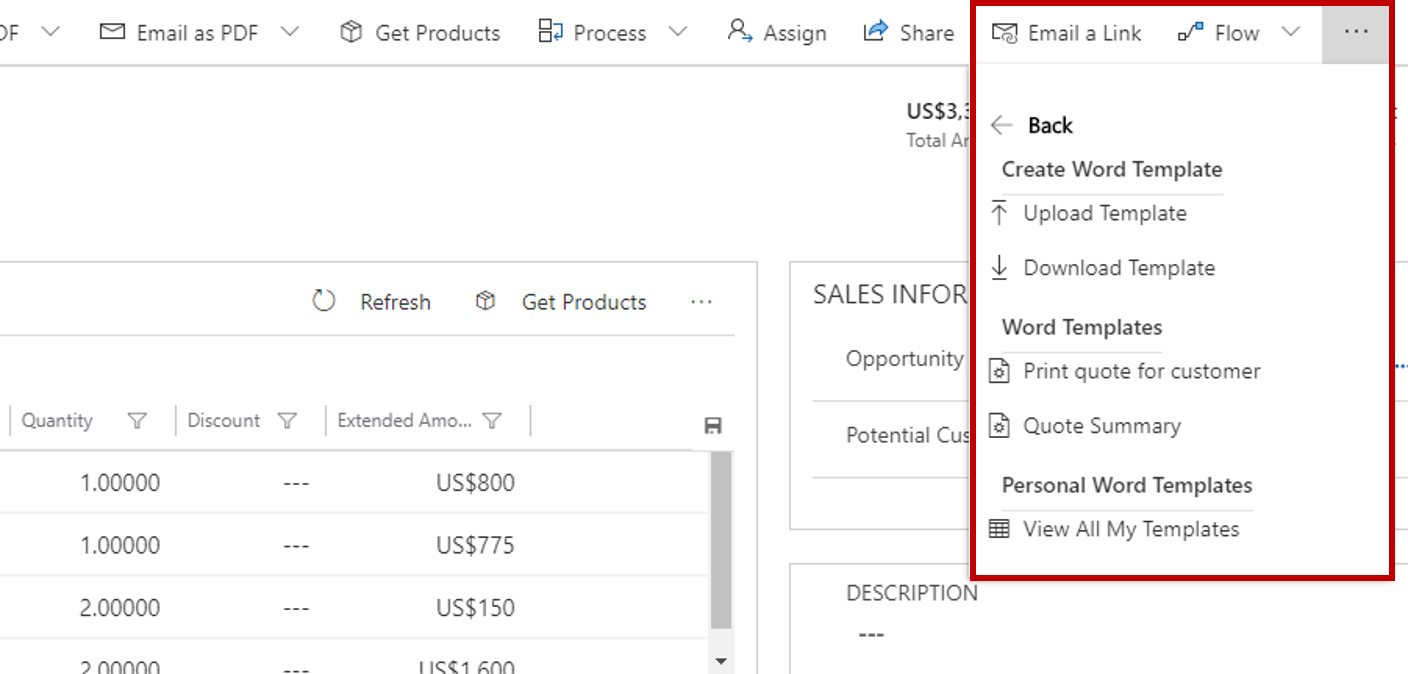 DF Email as PDF Get Products Process Assign Share Email a Link Flow ...
US$3,3
Total Ar
Back
Create Word Template
Upload Template
Download Template
Word Templates
Print quote for customer
Quote Summary
Personal Word Templates
View All My Templates
Refresh Get Products ...
Quantity Discount Extended Amo...
1.00000 --- US$800
1.00000 --- US$775
2.00000 --- US$150
2.00000 --- US$1,600
SALES INFOR
Opportunity
Potential Cus
DESCRIPTION
---